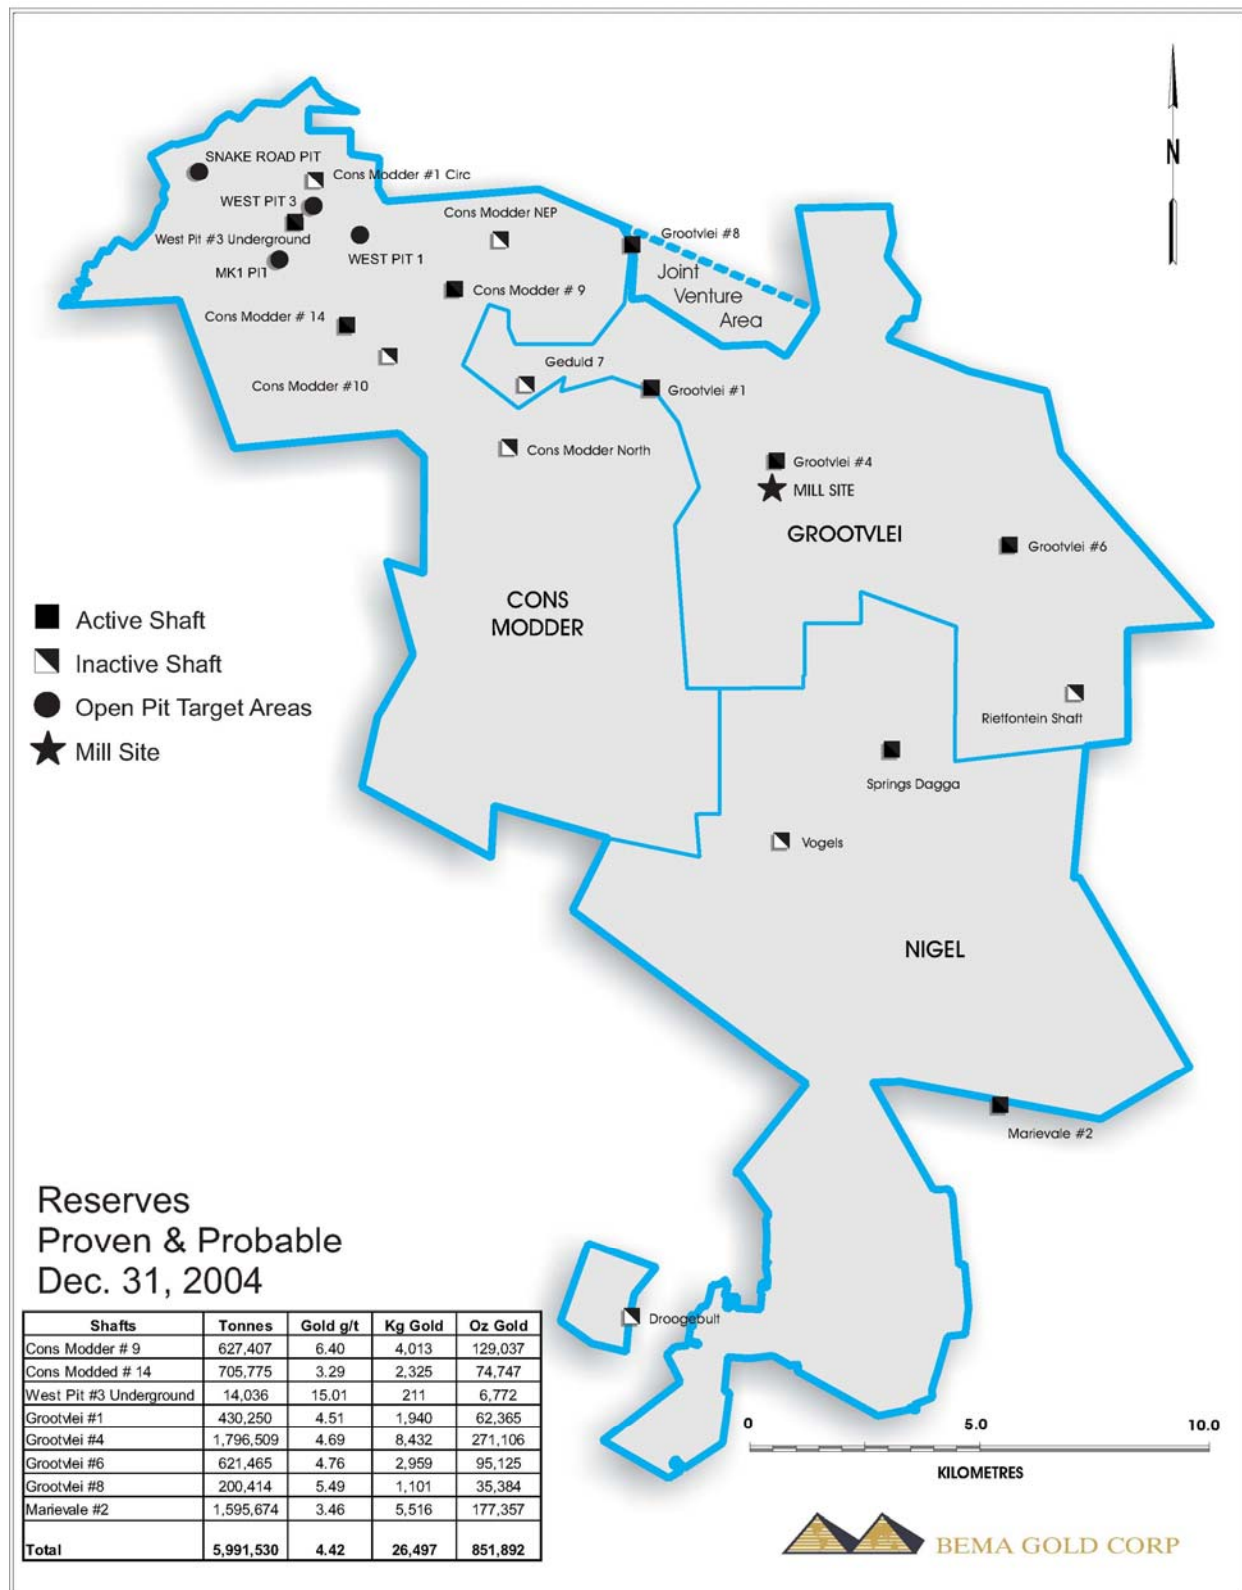 N
SNAKE ROAD PIT
Cons Modder #1 Circ
WEST PIT 3
West Pit #3 Underground
MK1 PIT
WEST PIT 1
Cons Modder NEP
Grootvlei #8
Joint
Venture
Area
Cons Modder # 9
Cons Modder # 14
Cons Modder #10
Geduld 7
Grootvlei #1
Cons Modder North
Grootvlei #4
MILL SITE
GROOTVLEI
Grootvlei #6
CONS
MODDER
Active Shaft
Inactive Shaft
Open Pit Target Areas
Mill Site
Rietfontein Shaft
Springs Dagga
Vogels
NIGEL
Marievale #2
Droogebult
Reserves
Proven & Probable
Dec. 31, 2004
Shafts Tonnes Gold g/t Kg Gold Oz Gold
Cons Modder # 9 627,407 6.40 4,013 129,037
Cons Modded # 14 705,775 3.29 2,325 74,747
West Pit #3 Underground 14,036 15.01 211 6,772
Grootvlei #1 430,250 4.51 1,940 62,365
Grootvlei #4 1,796,509 4.69 8,432 271,106
Grootvlei #6 621,465 4.76 2,959 95,125
Grootvlei #8 200,414 5.49 1,101 35,384
Marievale #2 1,595,674 3.46 5,516 177,357
Total 5,991,530 4.42 26,497 851,892
0 5.0 10.0
KILOMETRES
BEMA GOLD CORP